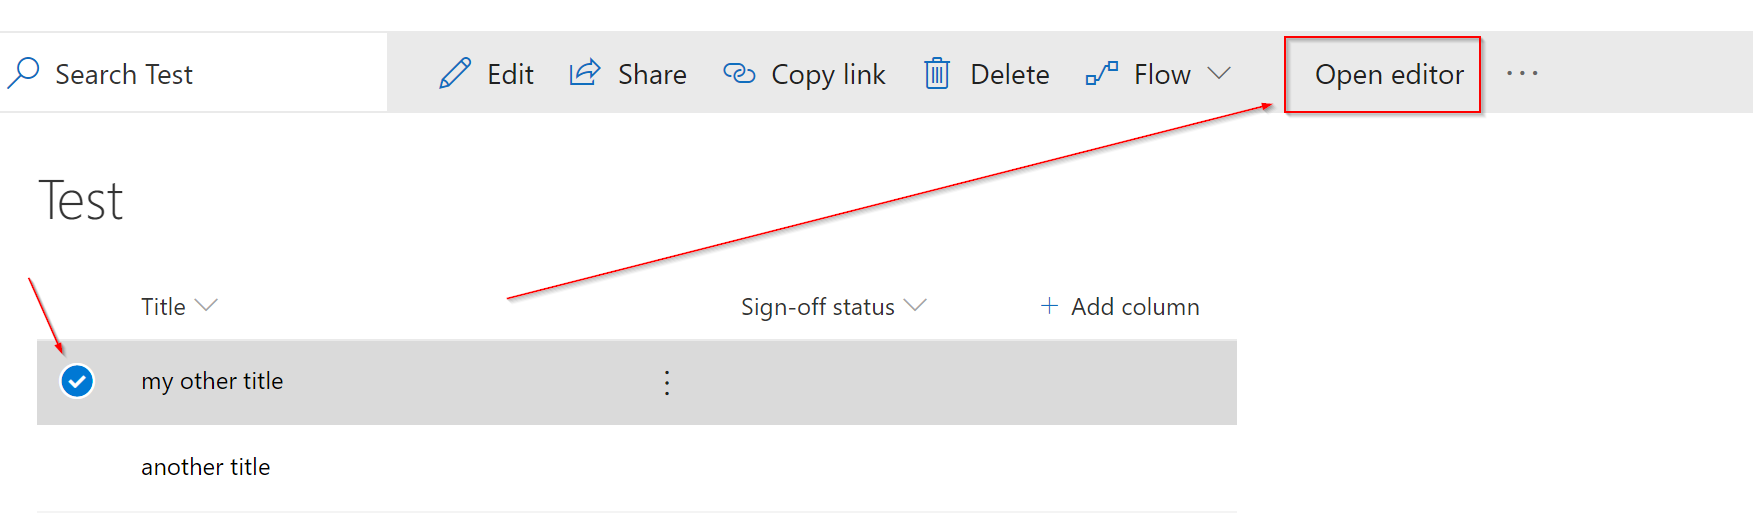 Search Test Edit Share Copy link Delete Flow Open editor
Test
Title Sign-off status Add column
my other title
another title